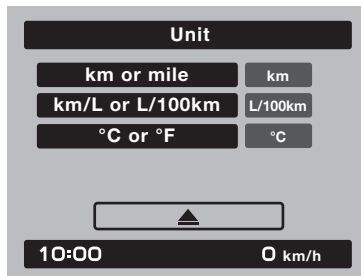 Unit
km or mile km
km/L or L/100km L/100km
°C or °F °C
10:00 0 km/h